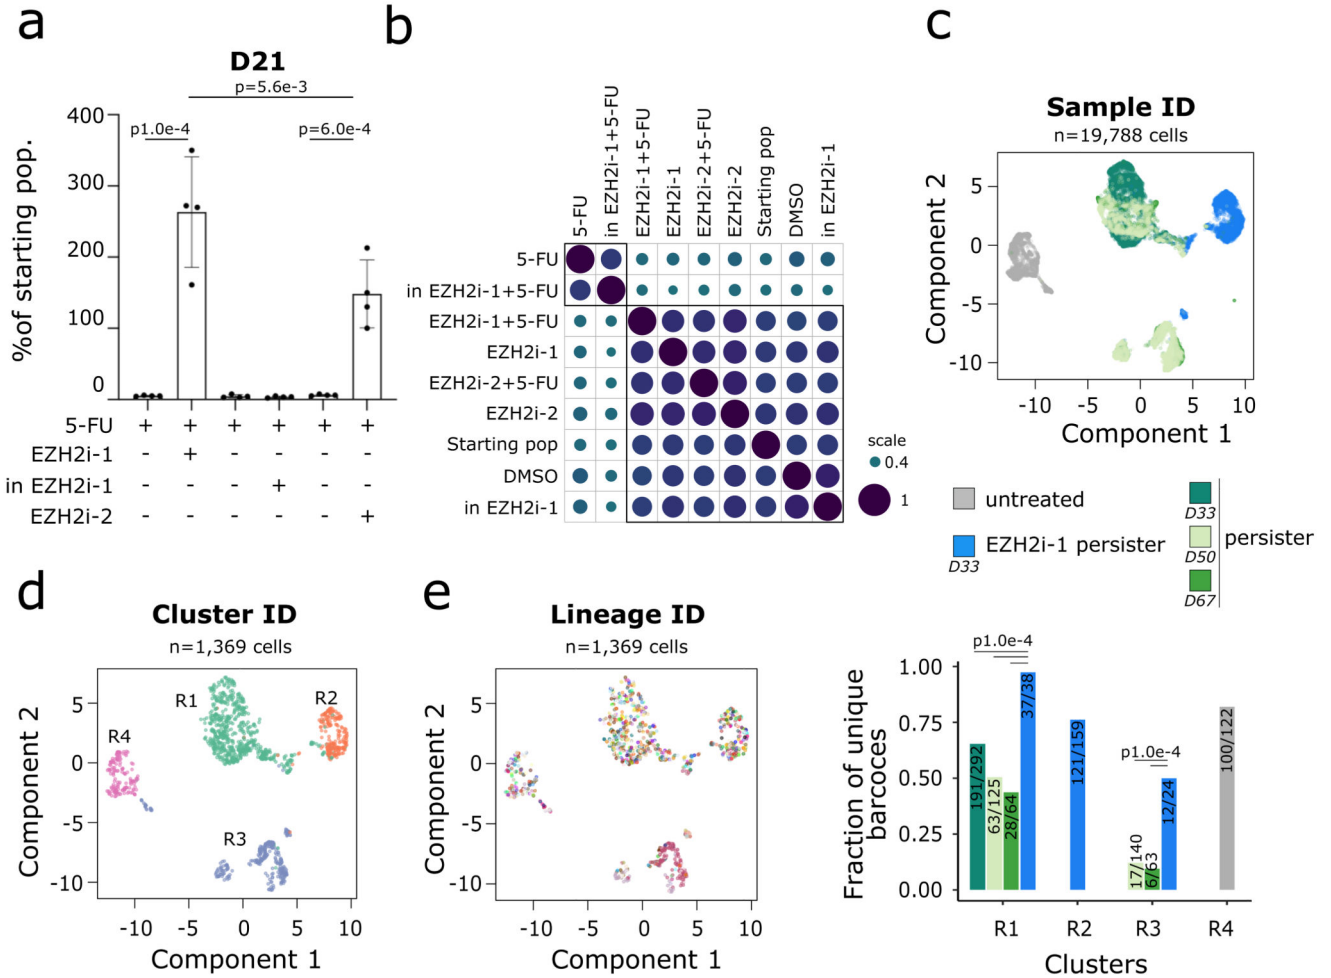 a
D21
p=5.6e-3
p1.0e-4
p=6.0e-4
%of starting pop.
400
300
200
100
0
5-FU + + + + + +
EZH2i-1 - + - - - -
in EZH2i-1 - - - + - -
EZH2i-2 - - - - - +
b
5-FU
in EZH2i-1+5-FU
EZH2i-1+5-FU
EZH2i-1
EZH2i-2+5-FU
EZH2i-2
Starting pop
DMSO
in EZH2i-1
5-FU
in EZH2i-1+5-FU
EZH2i-1+5-FU
EZH2i-1
EZH2i-2+5-FU
EZH2i-2
Starting pop
DMSO
in EZH2i-1
scale
0.4
1
c
Sample ID
n=19,788 cells
Component 2
5
0
-5
-10
-10 -5 0 5 10
Component 1
untreated
EZH2i-1 persister
D33
D33
D50
D67
persister
d
Cluster ID
n=1,369 cells
Component 2
5
0
-5
-10
R1
R2
R4
R3
-10 -5 0 5 10
Component 1
e
Lineage ID
n=1,369 cells
Component 2
5
0
-5
-10
-10 -5 0 5 10
Component 1
Fraction of unique
barcoces
1.00
0.75
0.50
0.25
0.00
p1.0e-4
191/292
63/125
28/64
37/38
121/159
p1.0e-4
17/140
6/63
12/24
100/122
R1 R2 R3 R4
Clusters